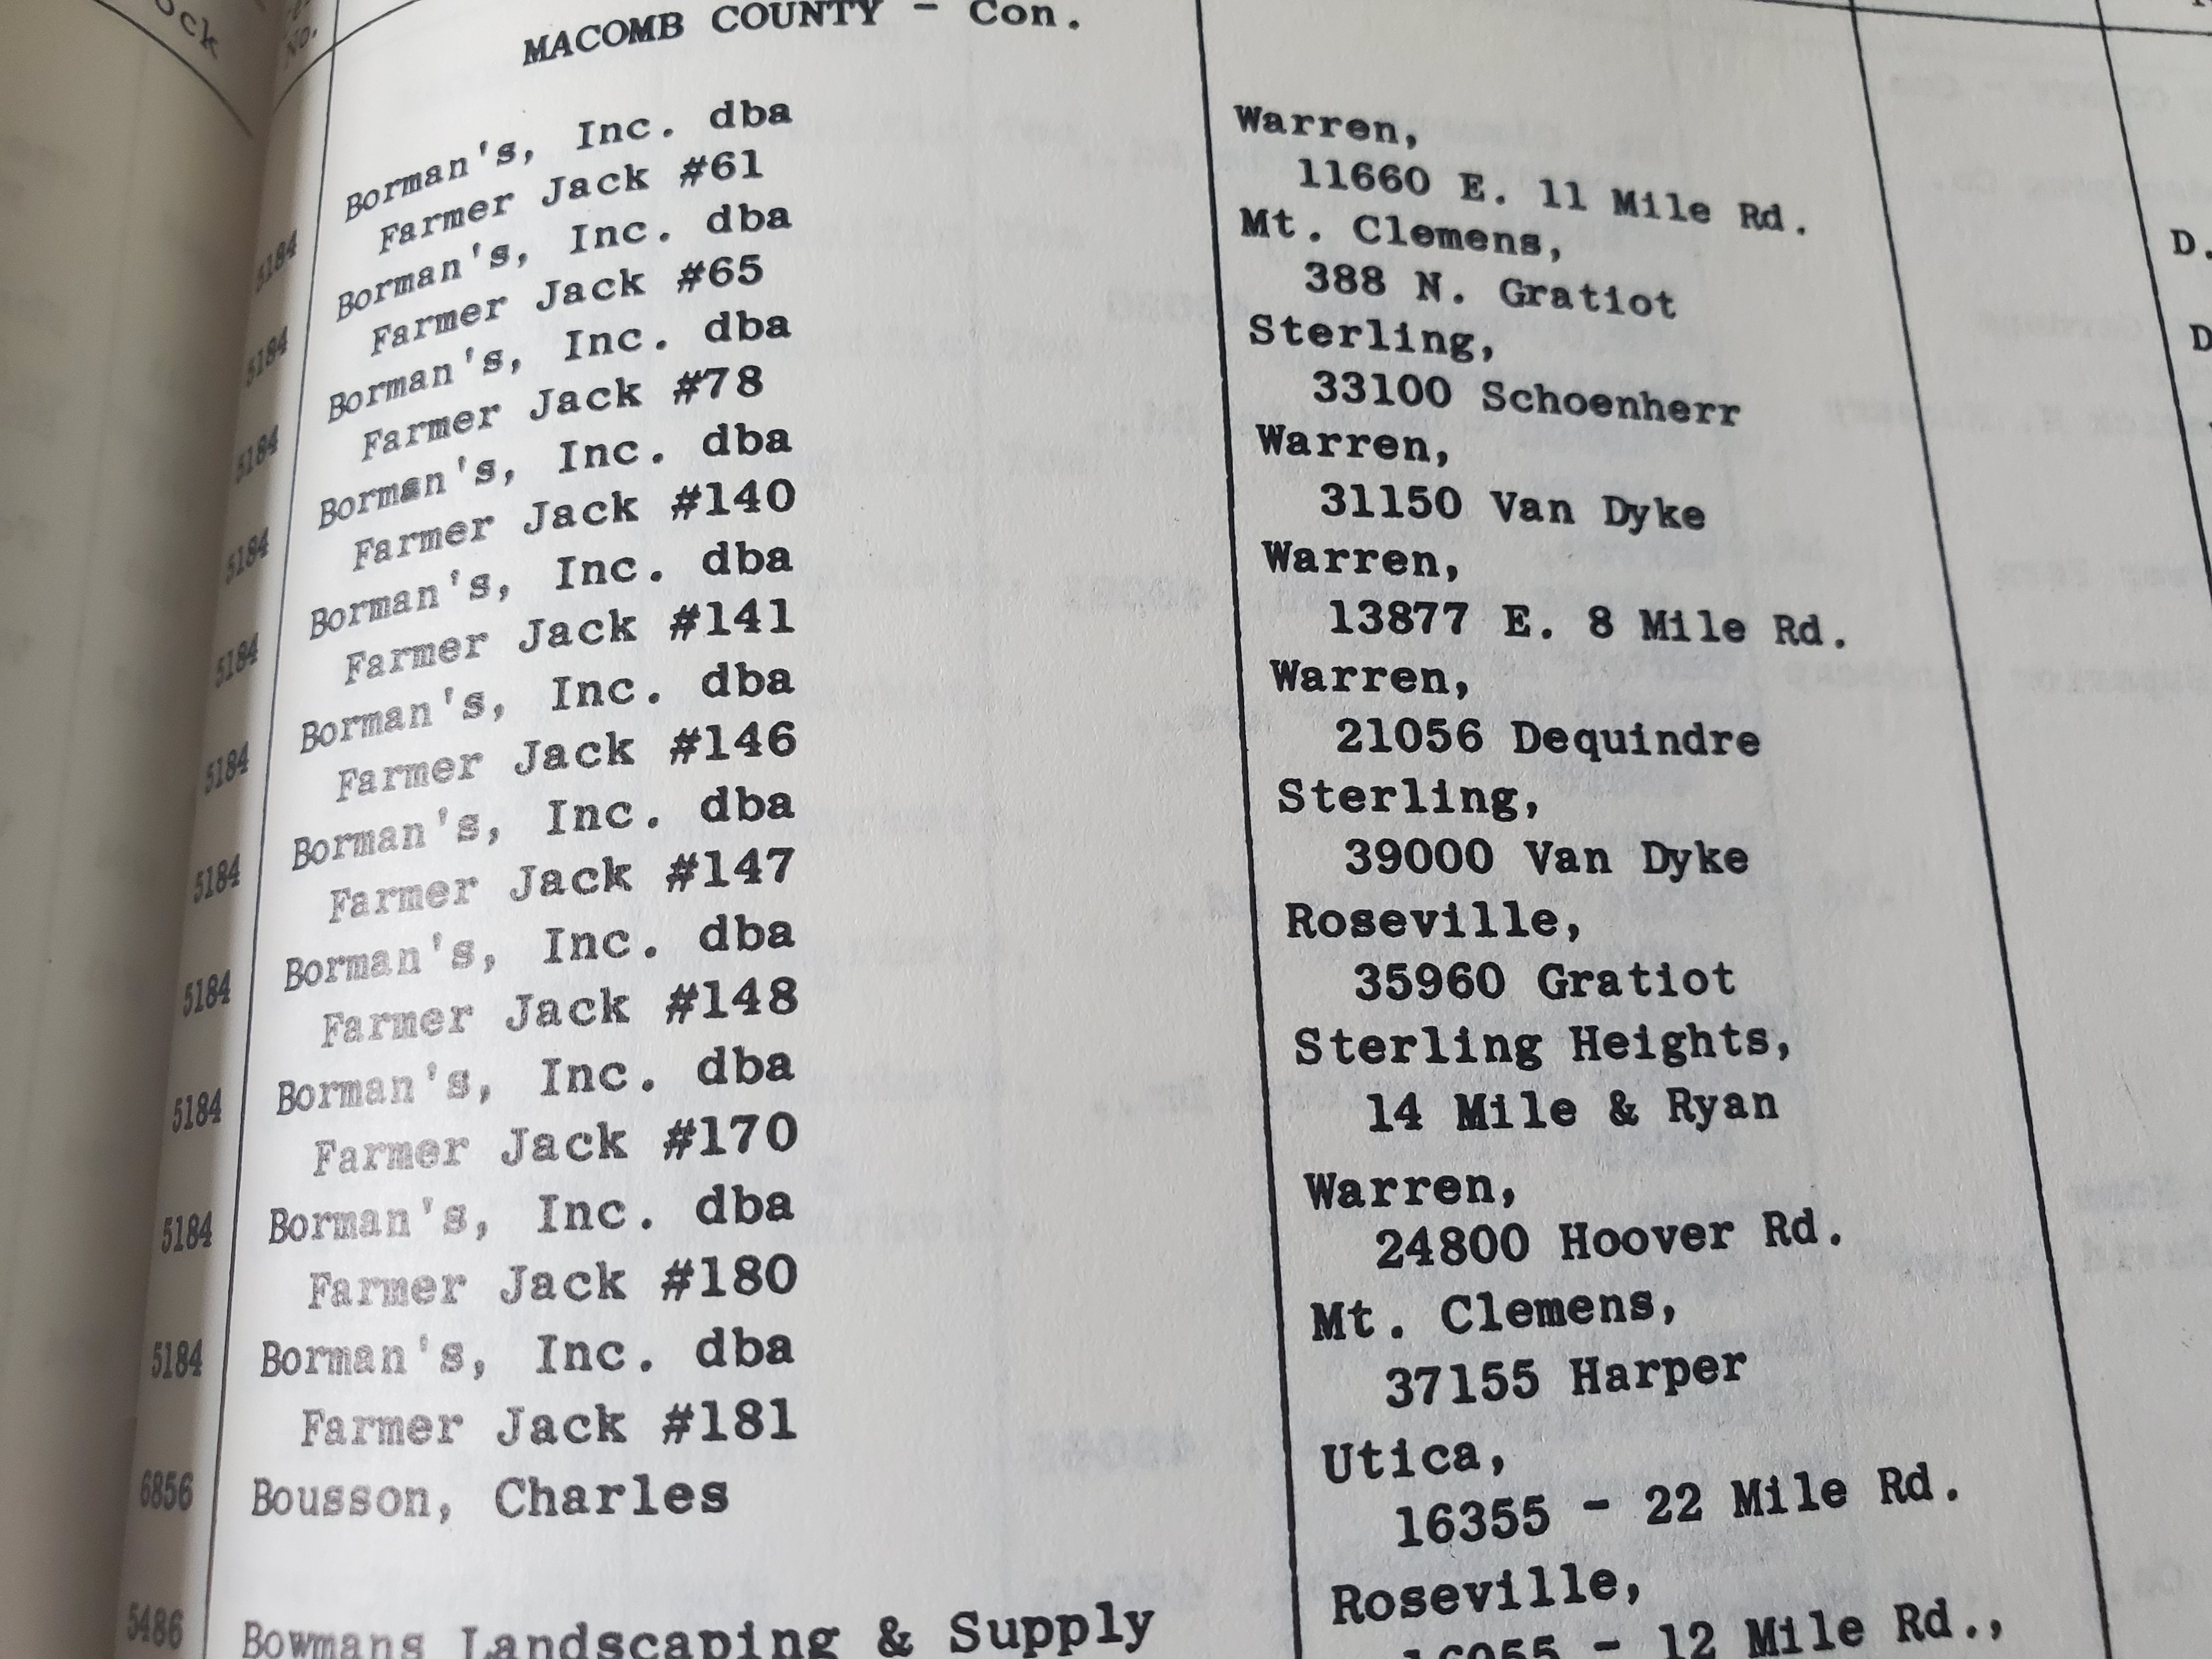 ock
No.
MACOMB COUNTY - Con.
Borman's, Inc. dba
5184 Farmer Jack #61
Warren,
11660 E. 11 Mile Rd.
Borman's, Inc. dba
5184 Farmer Jack #65
Mt. Clemens,
388 N. Gratiot
Borman's, Inc. dba
5184 Farmer Jack #78
Sterling,
33100 Schoenherr
Borman's, Inc. dba
5184 Farmer Jack #140
Warren,
31150 Van Dyke
Borman's, Inc. dba
5184 Farmer Jack #141
Warren,
13877 E. 8 Mile Rd.
Borman's, Inc. dba
5184 Farmer Jack #146
Warren,
21056 Dequindre
Borman's, Inc. dba
5184 Farmer Jack #147
Sterling,
39000 Van Dyke
Borman's, Inc. dba
5184 Farmer Jack #148
Roseville,
35960 Gratiot
Borman's, Inc. dba
5184 Farmer Jack #170
Sterling Heights,
14 Mile & Ryan
5184 Borman's, Inc. dba
Farmer Jack #180
Warren,
24800 Hoover Rd.
5184 Borman's, Inc. dba
Farmer Jack #181
Mt. Clemens,
37155 Harper
6856 Bousson, Charles
Utica,
16355 - 22 Mile Rd.
5486 Bowmans Landscaping & Supply
Roseville,
- 12 Mile Rd.,
D.
D